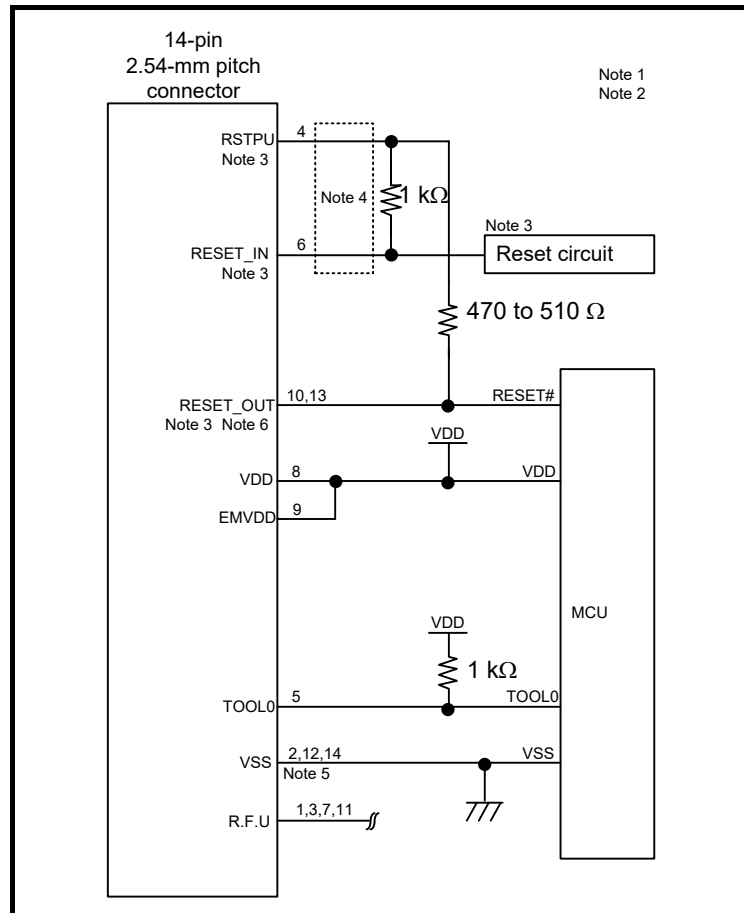 14-pin
2.54-mm pitch
connector
Note 1
Note 2
RSTPU
4
Note 3
Note 4
1 kΩ
Note 3
RESET_IN
6
Note 3
Reset circuit
470 to 510 Ω
RESET_OUT
10,13
RESET#
Note 3 Note 6
VDD
VDD
8
VDD
EMVDD
9
MCU
VDD
1 kΩ
TOOL0
5
TOOL0
VSS
2,12,14
VSS
Note 5
R.F.U
1,3,7,11